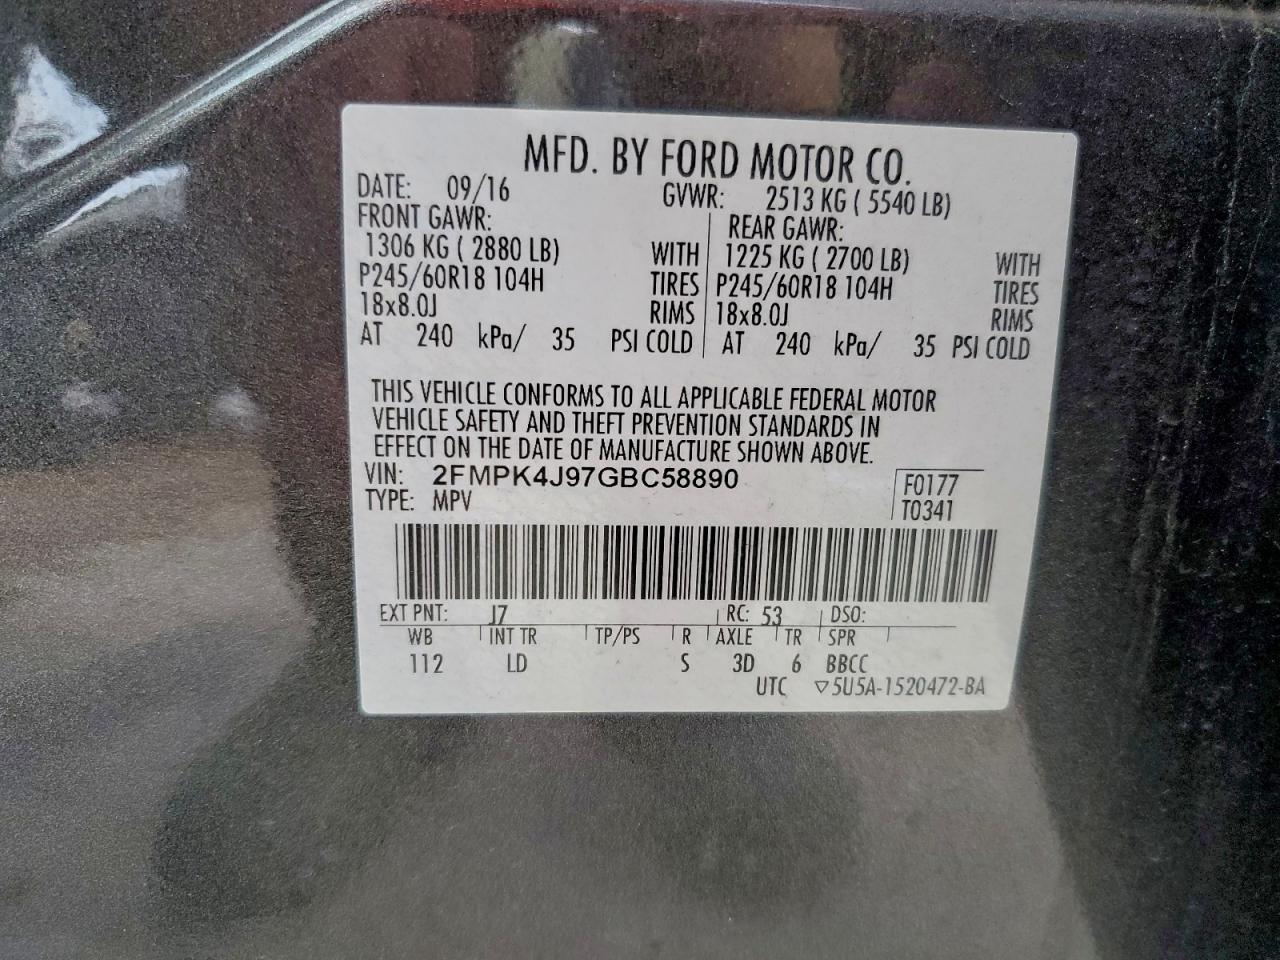 MFD. BY FORD MOTOR CO.
DATE: 09/16 GVWR: 2513 KG ( 5540 LB)
FRONT GAWR: REAR GAWR:
1306 KG ( 2880 LB) WITH 1225 KG ( 2700 LB) WITH
P245/60R18 104H TIRES P245/60R18 104H TIRES
18x8.0J RIMS 18x8.0J RIMS
AT 240 kPa/ 35 PSI COLD AT 240 kPa/ 35 PSI COLD
THIS VEHICLE CONFORMS TO ALL APPLICABLE FEDERAL MOTOR
VEHICLE SAFETY AND THEFT PREVENTION STANDARDS IN
EFFECT ON THE DATE OF MANUFACTURE SHOWN ABOVE.
VIN: 2FMPK4J97GBC58890 F0177
TYPE: MPV T0341
EXT PNT: J7 RC: 53 DSO:
WB INT TR TP/PS R AXLE TR SPR
112 LD S 3D 6 BBCC
UTC ▽5U5A-1520472-BA